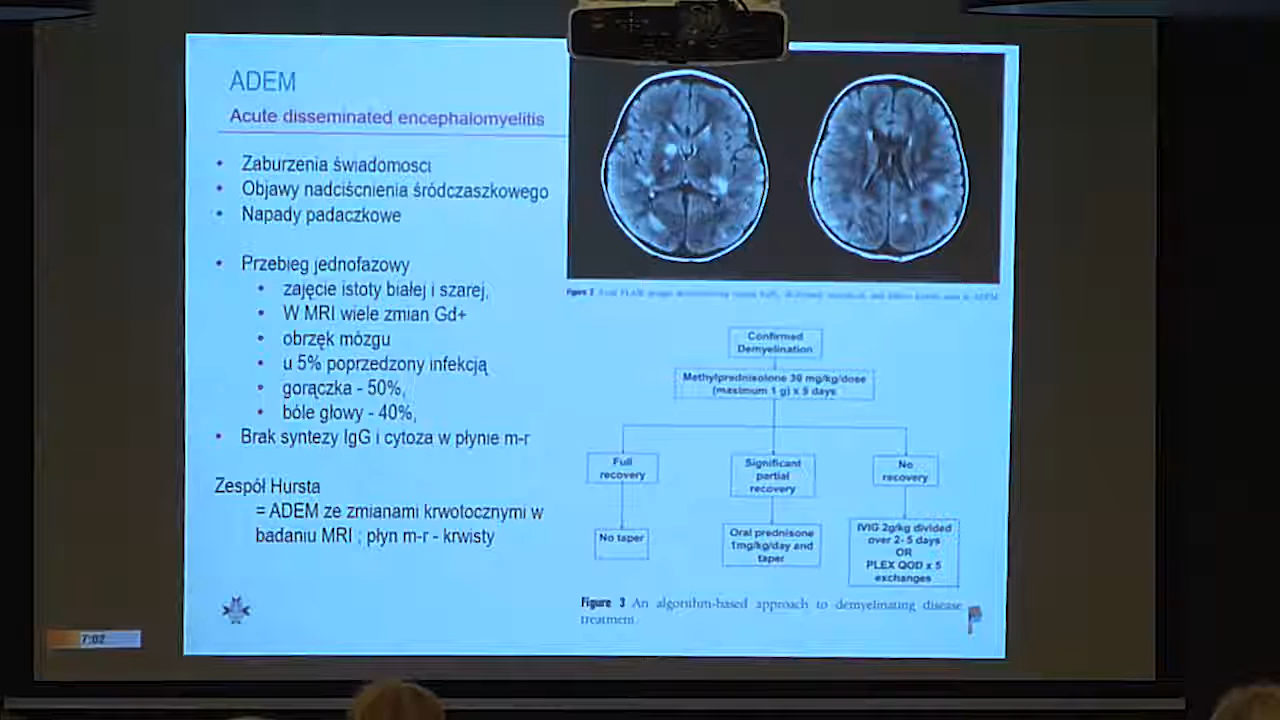 ADEM
Acute disseminated encephalomyelitis
• Zaburzenia świadomosci
• Objawy nadciścnienia śródczaszkowego
• Napady padaczkowe
• Przebieg jednofazowy
• zajęcie istoty białej i szarej,
• W MRI wiele zmian Gd+
• obrzęk mózgu
• u 5% poprzedzony infekcją
• gorączka - 50%,
• bóle głowy - 40%,
• Brak syntezy IgG i cytoza w płynie m-r
Zespół Hursta
= ADEM ze zmianami krwotocznymi w
badaniu MRI ; płyn m-r - krwisty
Confirmed
Demyelination
Methylprednisolone 30 mg/kg/dose
(maximum 1 g) x 5 days
Full
recovery
Significant
partial
recovery
No
recovery
No taper
Oral prednisone
1mg/kg/day and
taper
IVIG 2g/kg divided
over 2- 5 days
OR
PLEX QOD x 5
exchanges
Figure 3 An algorithm-based approach to demyelinating disease
treatment.
7:02